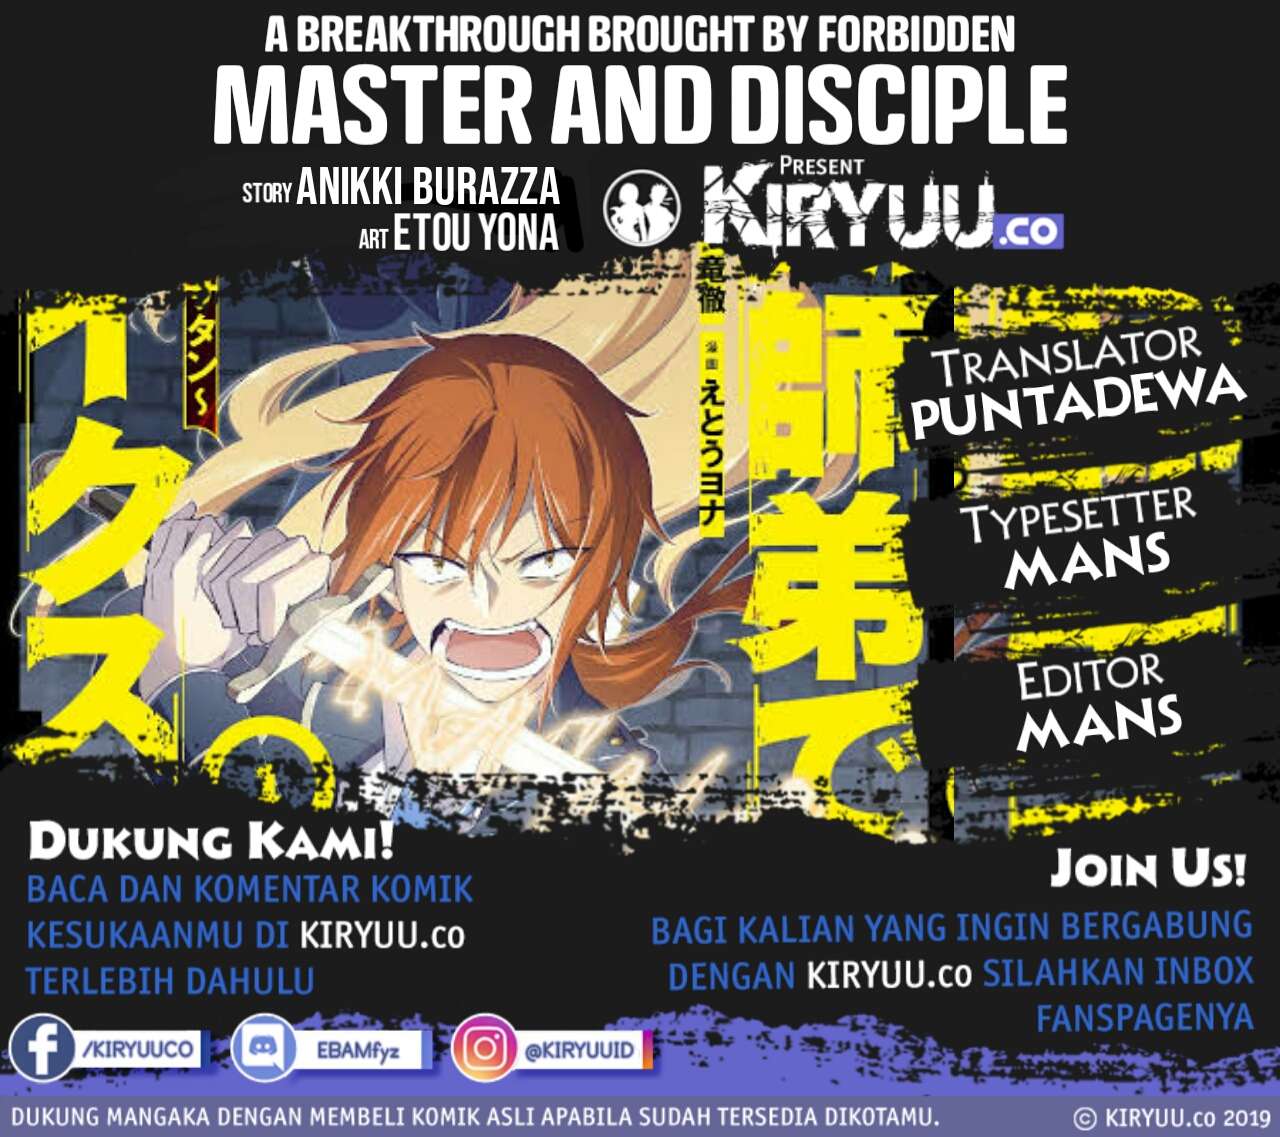 A BREAKTHROUGH BROUGHT BY FORBIDDEN
MASTER AND DISCIPLE
STORY ANIKKI BURAZZA
ART ETOU YONA
PRESENT
KIRYUU.co
竜徹
漫画 えとうヨナ
師弟で
タン～
ークス
の
TRANSLATOR
PUNTADEWA
TYPESETTER
MANS
EDITOR
MANS
DUKUNG KAMI!
BACA DAN KOMENTAR KOMIK
KESUKAANMU DI KIRYUU.co
TERLEBIH DAHULU
JOIN US!
BAGI KALIAN YANG INGIN BERGABUNG
DENGAN KIRYUU.co SILAHKAN INBOX
FANSPAGENYA
/KIRYUUCO
EBAMfyz
@KIRYUUID
DUKUNG MANGAKA DENGAN MEMBELI KOMIK ASLI APABILA SUDAH TERSEDIA DIKOTAMU.
© KIRYUU.co 2019